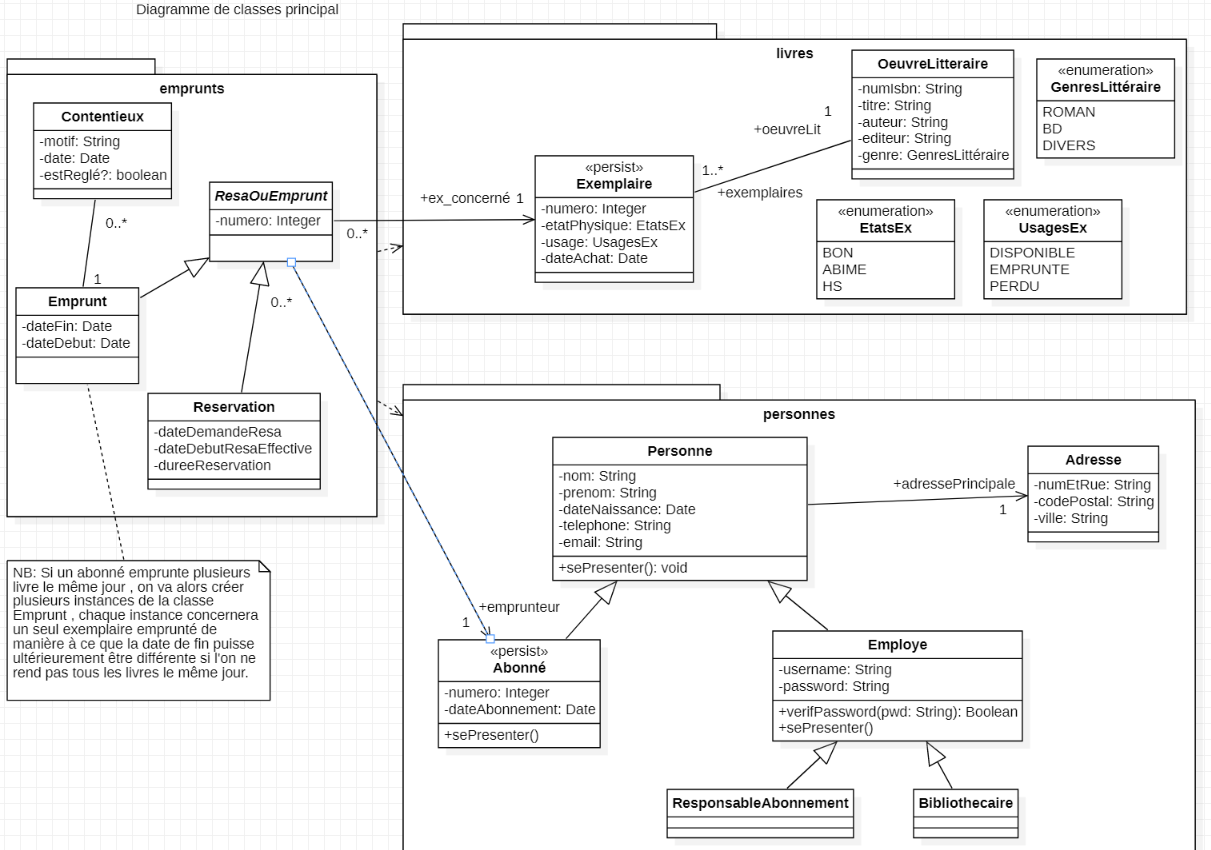 Diagramme de classes principal
emprunts
Contentieux
-motif: String
-date: Date
-estReglé?: boolean
0..*
1
ResaOuEmprunt
-numero: Integer
0..*
Emprunt
-dateFin: Date
-dateDebut: Date
0..*
Reservation
-dateDemandeResa
-dateDebutResaEffective
-dureeReservation
NB: Si un abonné emprunte plusieurs
livre le même jour , on va alors créer
plusieurs instances de la classe
Emprunt , chaque instance concernera
un seul exemplaire emprunté de
manière à ce que la date de fin puisse
ultérieurement être différente si l'on ne
rend pas tous les livres le même jour.
livres
+ex_concerné 1
«persist»
Exemplaire
-numero: Integer
-etatPhysique: EtatsEx
-usage: UsagesEx
-dateAchat: Date
1..*
+exemplaires
1
+oeuvreLit
OeuvreLitteraire
-numIsbn: String
-titre: String
-auteur: String
-editeur: String
-genre: GenresLittéraire
«enumeration»
GenresLittéraire
ROMAN
BD
DIVERS
«enumeration»
EtatsEx
BON
ABIME
HS
«enumeration»
UsagesEx
DISPONIBLE
EMPRUNTE
PERDU
personnes
Personne
-nom: String
-prenom: String
-dateNaissance: Date
-telephone: String
-email: String
+sePresenter(): void
+adressePrincipale
1
Adresse
-numEtRue: String
-codePostal: String
-ville: String
+emprunteur
1
«persist»
Abonné
-numero: Integer
-dateAbonnement: Date
+sePresenter()
Employe
-username: String
-password: String
+verifPassword(pwd: String): Boolean
+sePresenter()
ResponsableAbonnement
Bibliothecaire